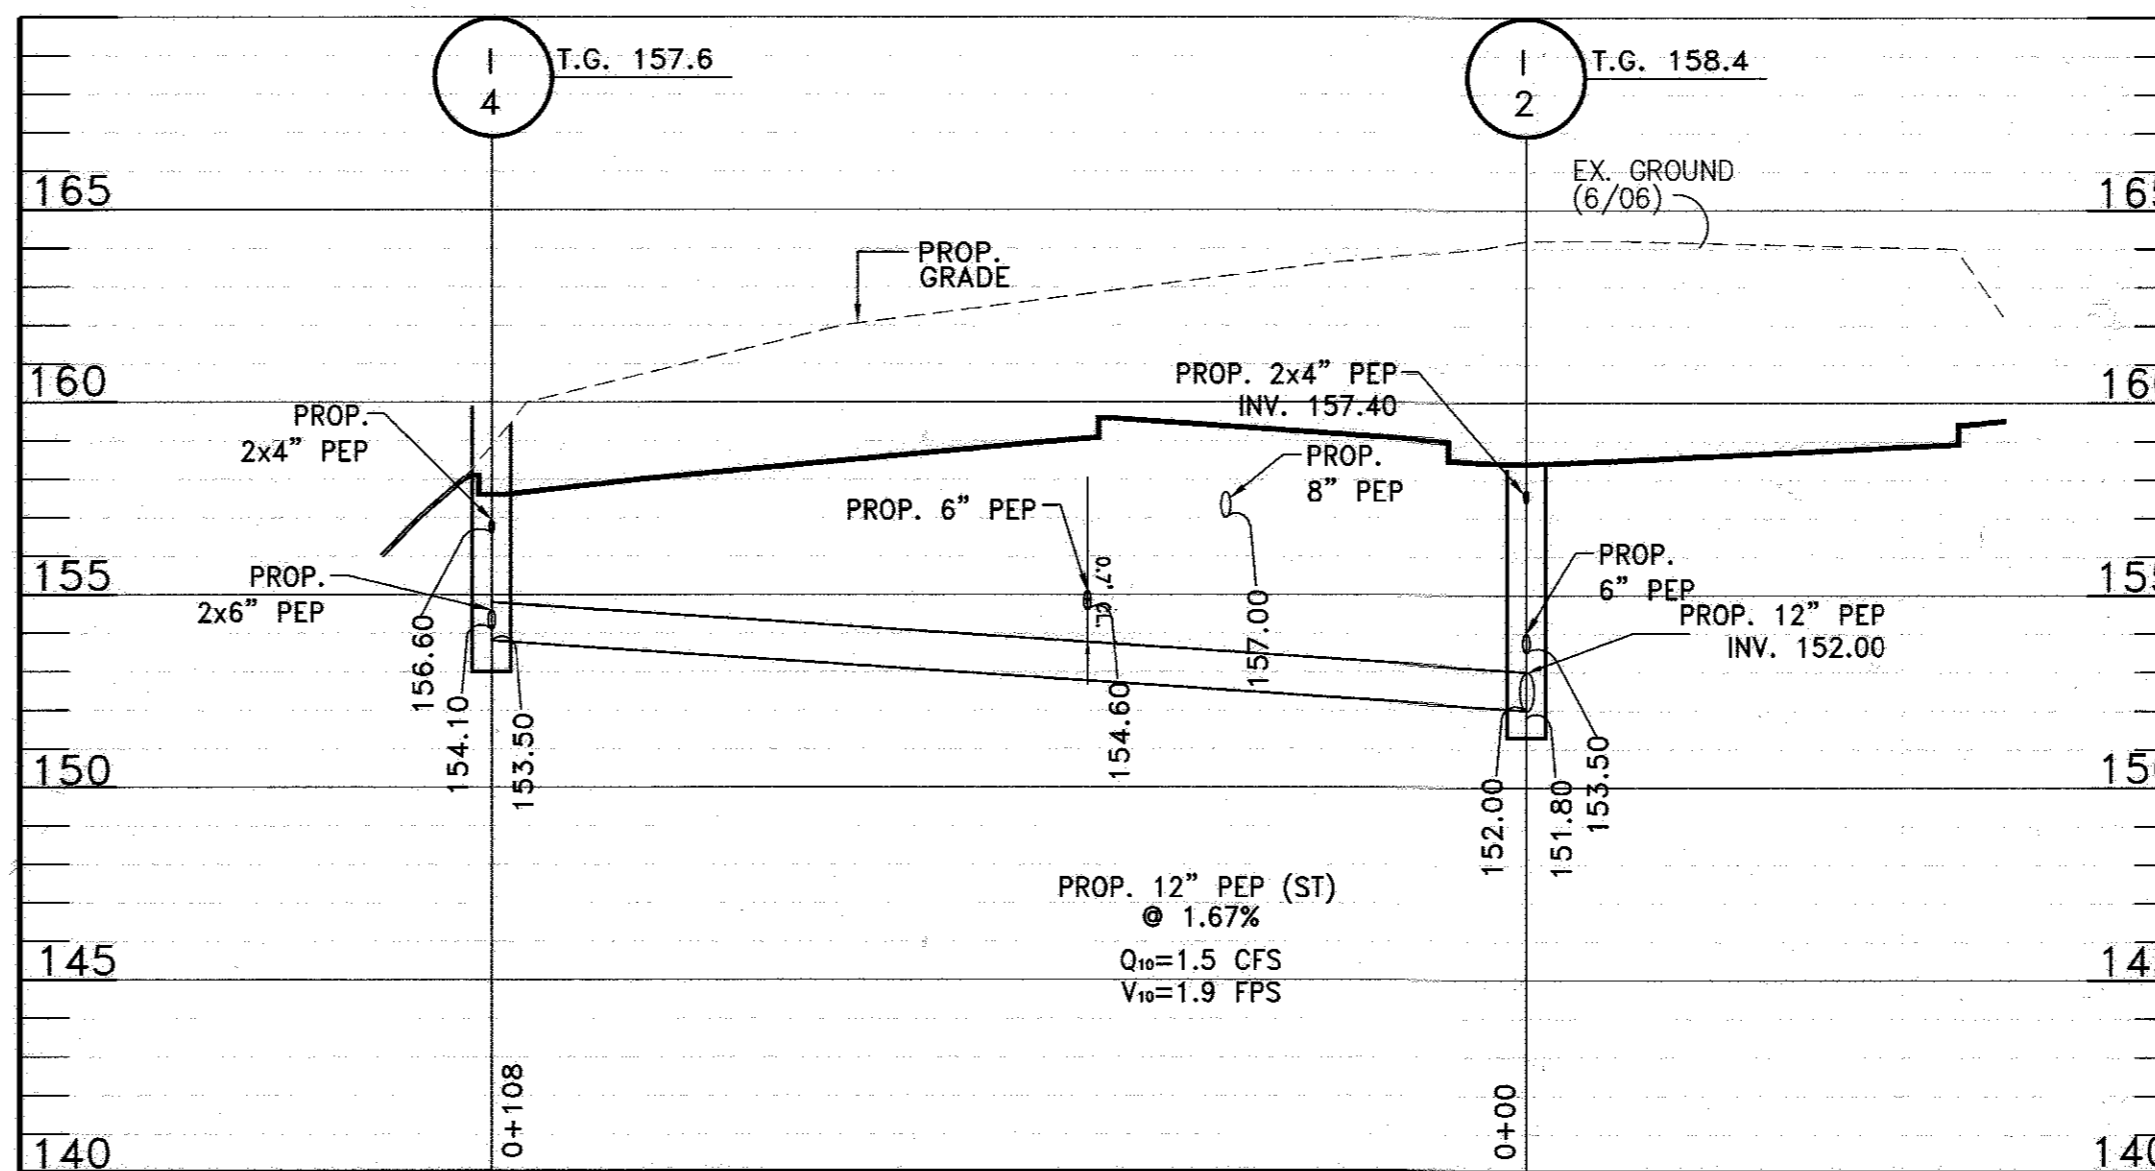 I
4
T.G. 157.6
I
2
T.G. 158.4
EX. GROUND
(6/06)
165
PROP.
GRADE
160
PROP. 2x4" PEP
INV. 157.40
PROP.
2x4" PEP
PROP.
8" PEP
PROP. 6" PEP
155
PROP.
2x6" PEP
0.7'
CL.
PROP.
6" PEP
PROP. 12" PEP
INV. 152.00
156.60
154.10
153.50
154.60
157.00
152.00
151.80
153.50
150
PROP. 12" PEP (ST)
@ 1.67%
Q₁₀=1.5 CFS
V₁₀=1.9 FPS
145
0+108
0+00
140
140